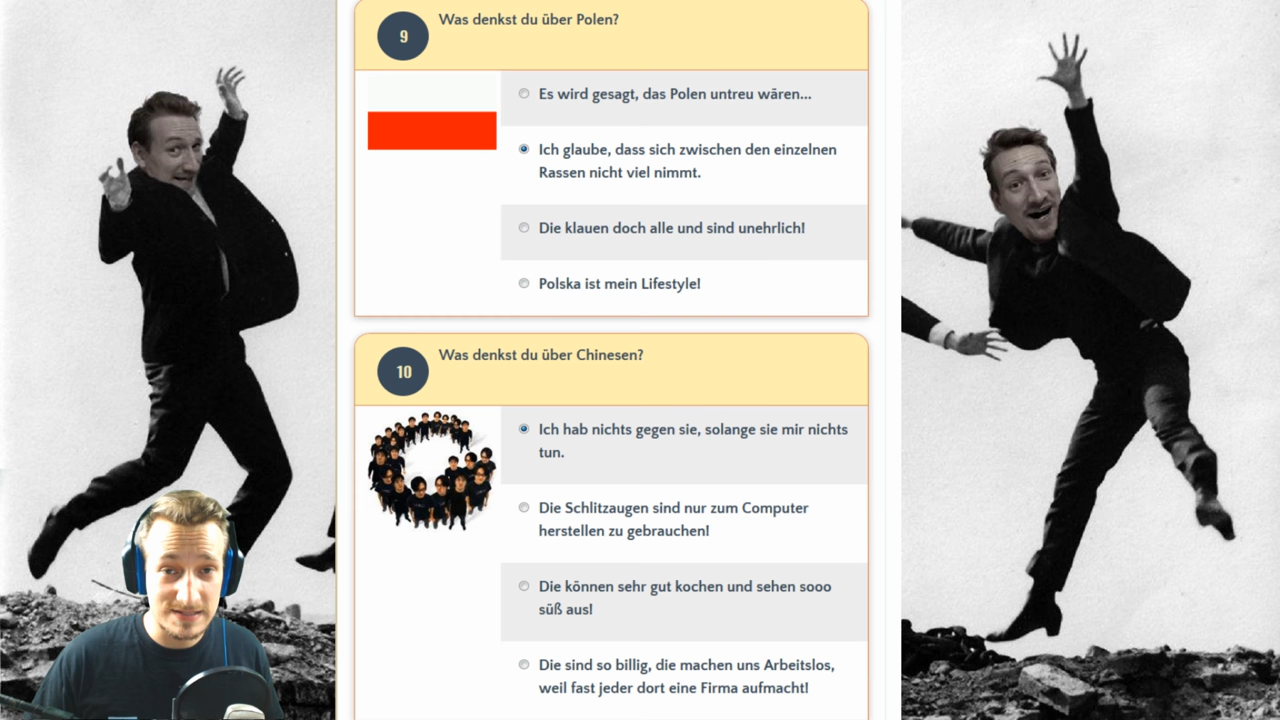 9
Was denkst du über Polen?
Es wird gesagt, das Polen untreu wären...
Ich glaube, dass sich zwischen den einzelnen
Rassen nicht viel nimmt.
Die klauen doch alle und sind unehrlich!
Polska ist mein Lifestyle!
10
Was denkst du über Chinesen?
Ich hab nichts gegen sie, solange sie mir nichts
tun.
Die Schlitzaugen sind nur zum Computer
herstellen zu gebrauchen!
Die können sehr gut kochen und sehen sooo
süß aus!
Die sind so billig, die machen uns Arbeitslos,
weil fast jeder dort eine Firma aufmacht!